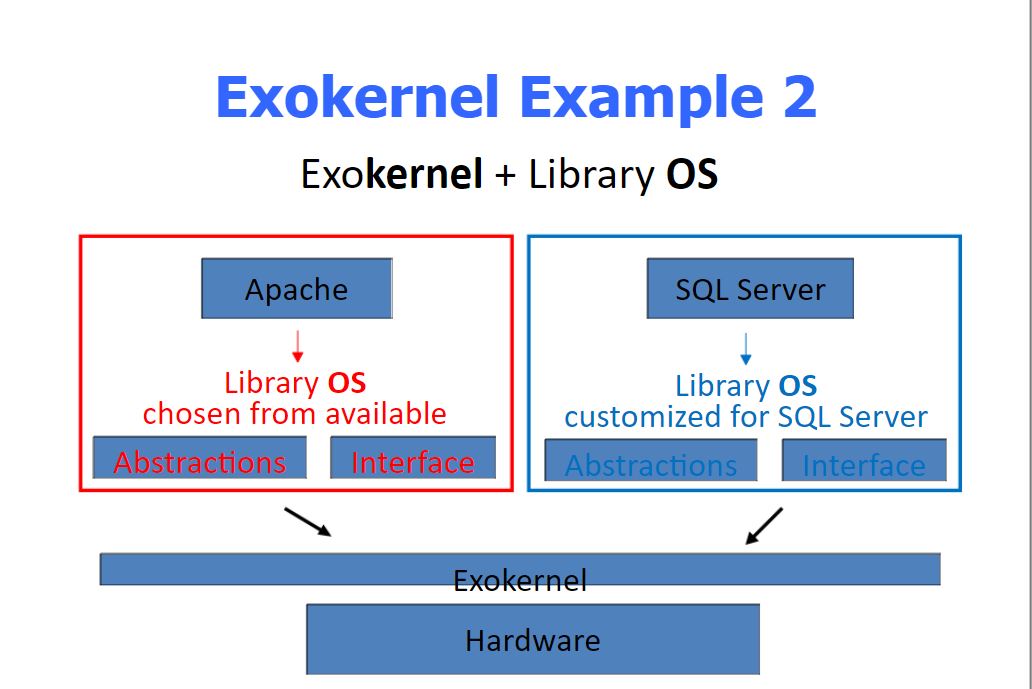 Exokernel Example 2
Exokernel + Library OS
Apache
Library OS
chosen from available
Abstractions
Interface
SQL Server
Library OS
customized for SQL Server
Abstractions
Interface
Exokernel
Hardware